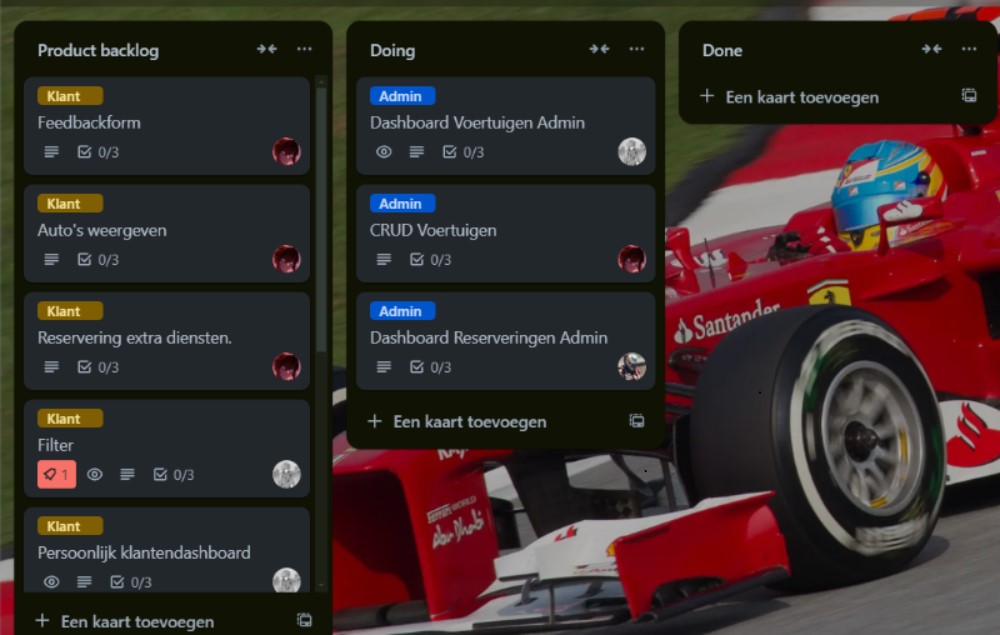 Product backlog
Klant
Feedbackform
0/3
Klant
Auto's weergeven
0/3
Klant
Reservering extra diensten.
0/3
Klant
Filter
1
0/3
Klant
Persoonlijk klantendashboard
0/3
Een kaart toevoegen
Doing
Admin
Dashboard Voertuigen Admin
0/3
Admin
CRUD Voertuigen
0/3
Admin
Dashboard Reserveringen Admin
0/3
Een kaart toevoegen
Done
Een kaart toevoegen
Santander
Abu Dhabi